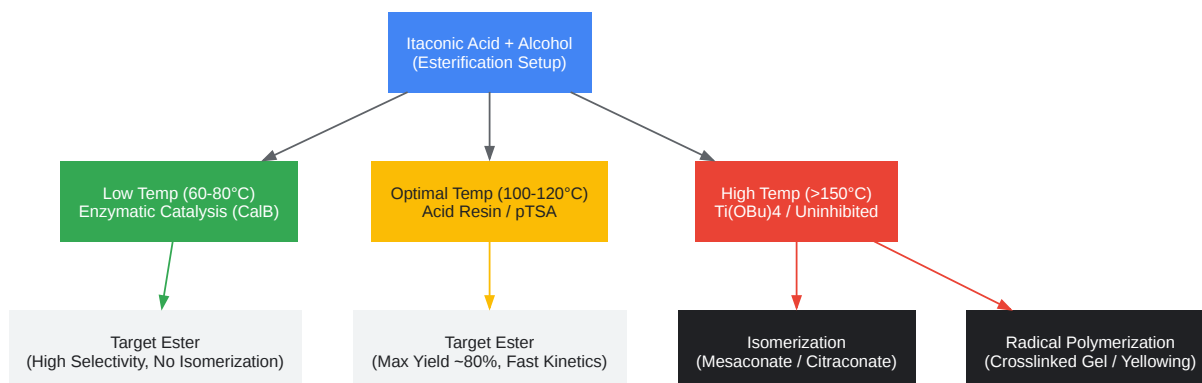 Itaconic Acid + Alcohol
(Esterification Setup)
Low Temp (60-80°C)
Enzymatic Catalysis (CalB)
Optimal Temp (100-120°C)
Acid Resin / pTSA
High Temp (>150°C)
Ti(OBu)4 / Uninhibited
Target Ester
(High Selectivity, No Isomerization)
Target Ester
(Max Yield ~80%, Fast Kinetics)
Isomerization
(Mesaconate / Citraconate)
Radical Polymerization
(Crosslinked Gel / Yellowing)